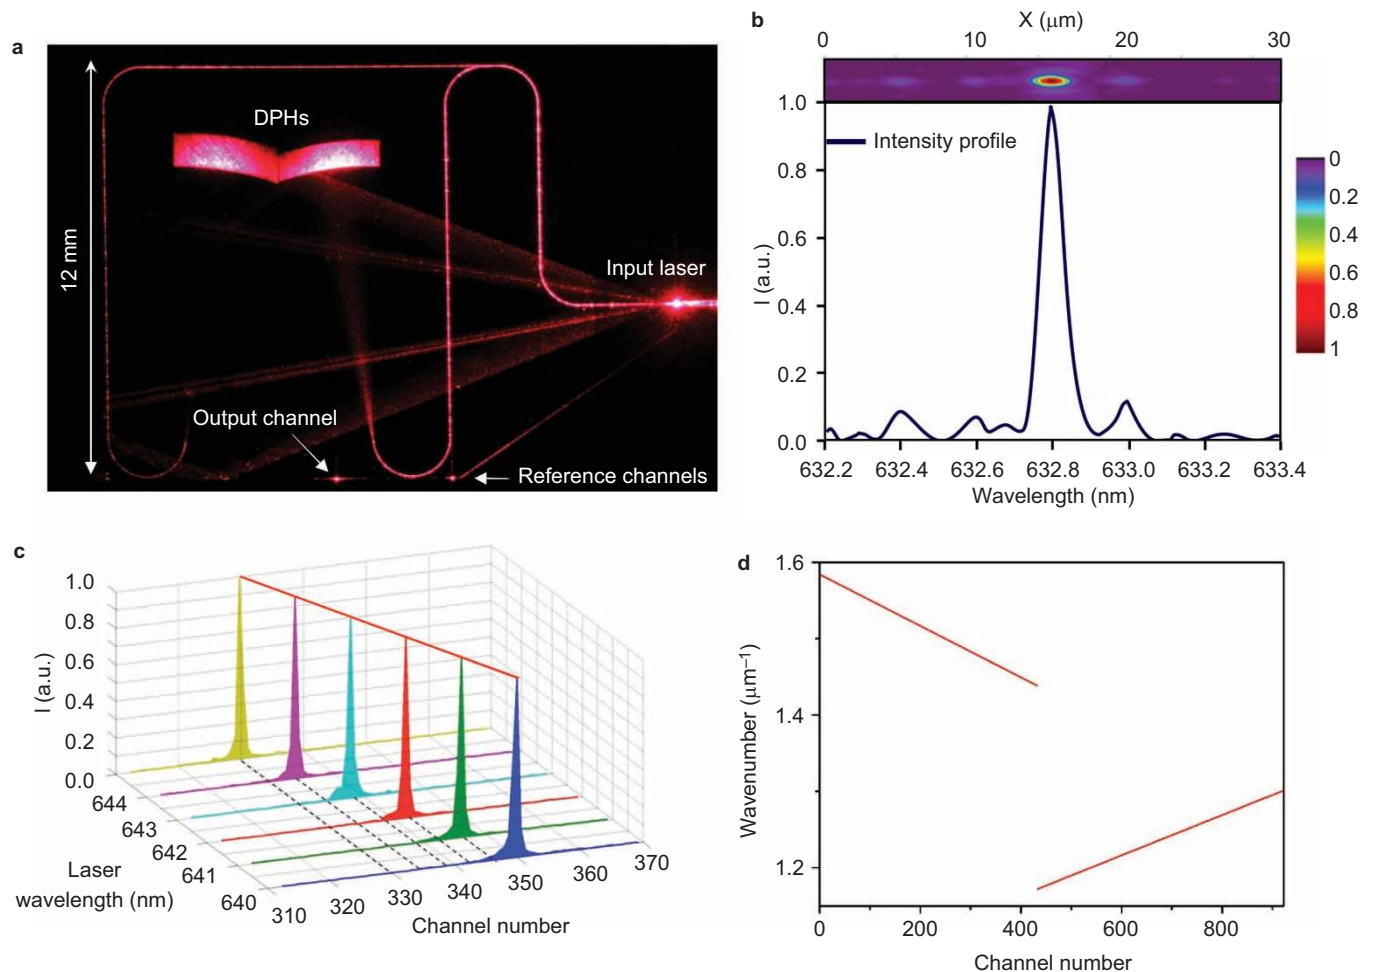 a
DPHs
12 mm
Input laser
Output channel
Reference channels
b
X (μm)
0 10 20 30
1.0
Intensity profile
0.8
0.6
0.4
0.2
0.0
I (a.u.)
632.2 632.4 632.6 632.8 633.0 633.2 633.4
Wavelength (nm)
0
0.2
0.4
0.6
0.8
1
c
1.0
0.8
0.6
0.4
0.2
0.0
I (a.u.)
644
643
642
641
640
Laser
wavelength (nm)
310 320 330 340 350 360 370
Channel number
d
1.6
1.4
1.2
Wavenumber (μm⁻¹)
0 200 400 600 800
Channel number